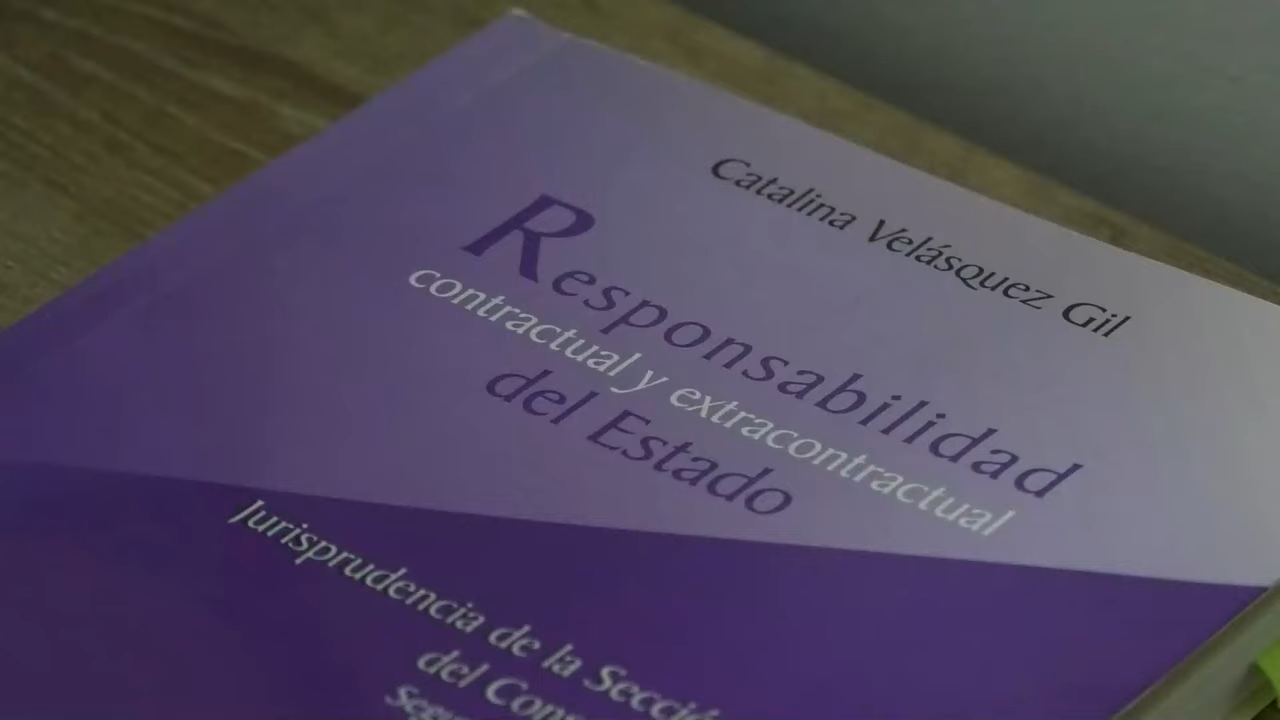 Catalina Velásquez Gil
Responsabilidad
contractual y extracontractual
del Estado
Jurisprudencia de la
del